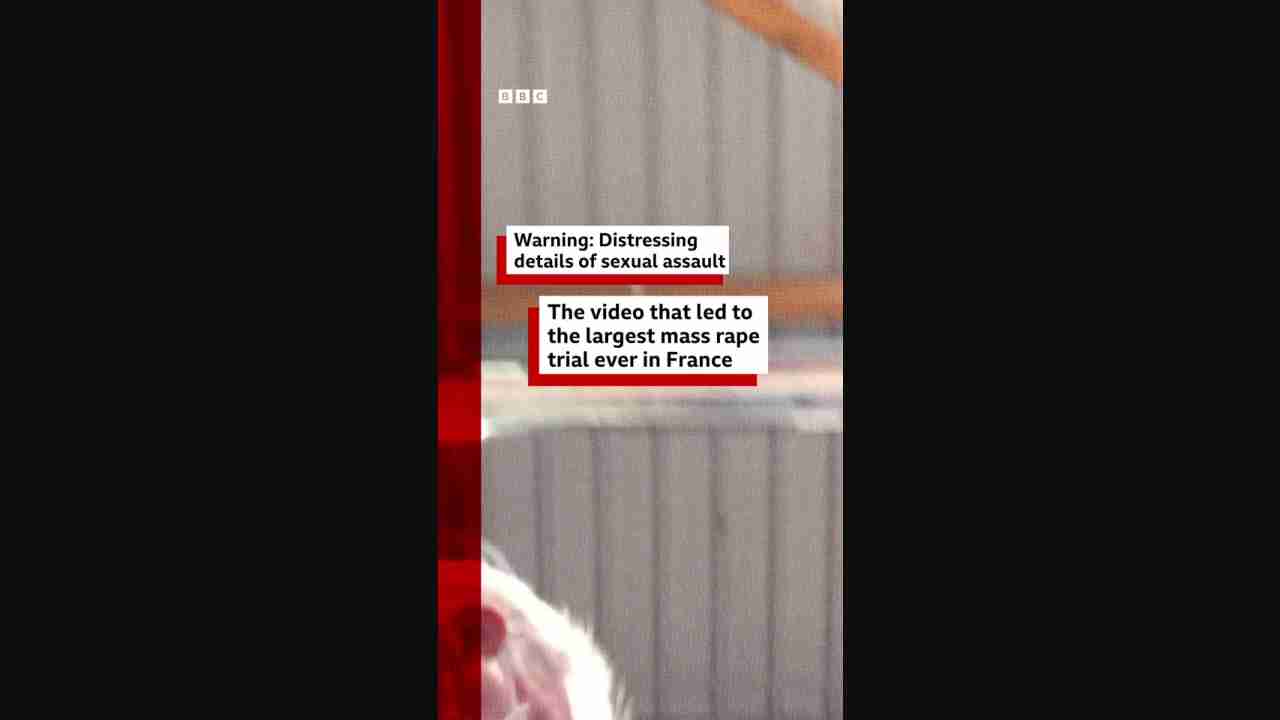 BBC
Warning: Distressing
details of sexual assault
The video that led to
the largest mass rape
trial ever in France